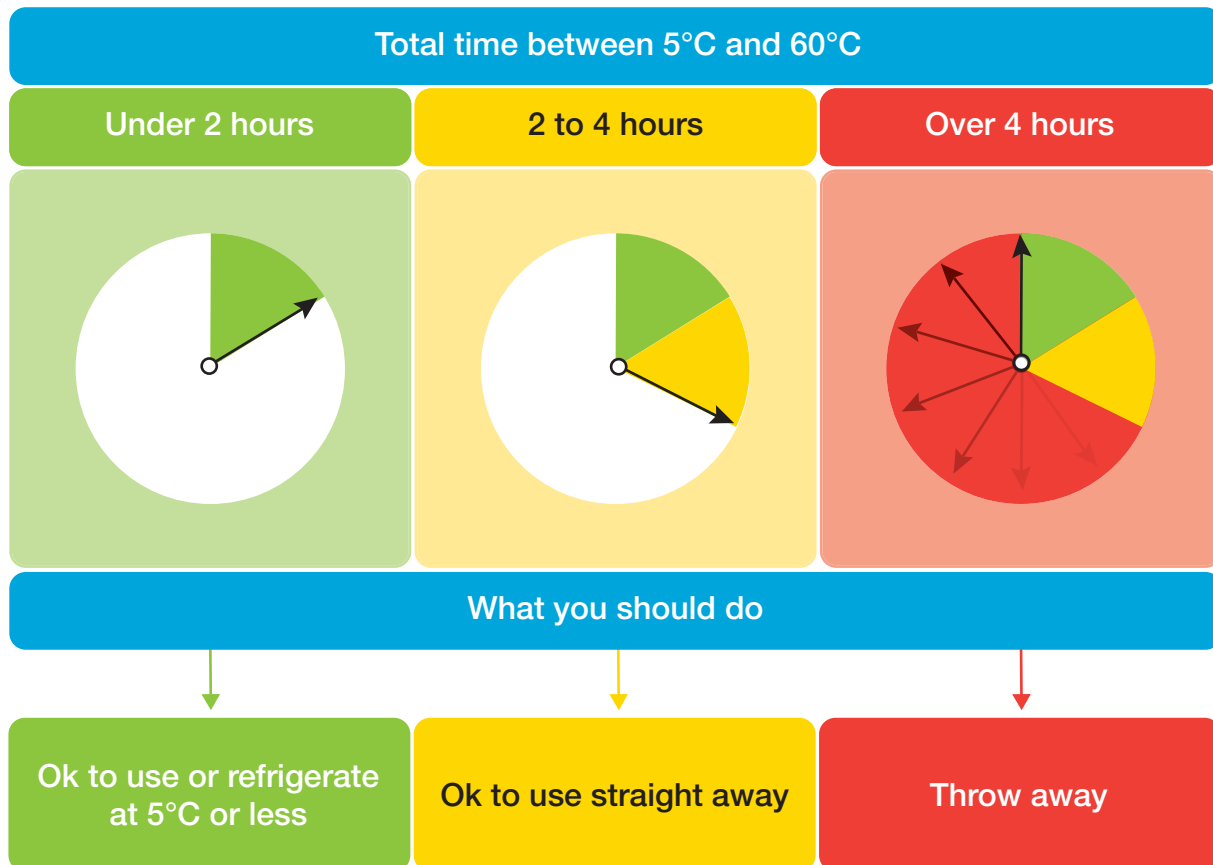 Total time between 5°C and 60°C
Under 2 hours
2 to 4 hours
Over 4 hours
What you should do
Ok to use or refrigerate
at 5°C or less
Ok to use straight away
Throw away